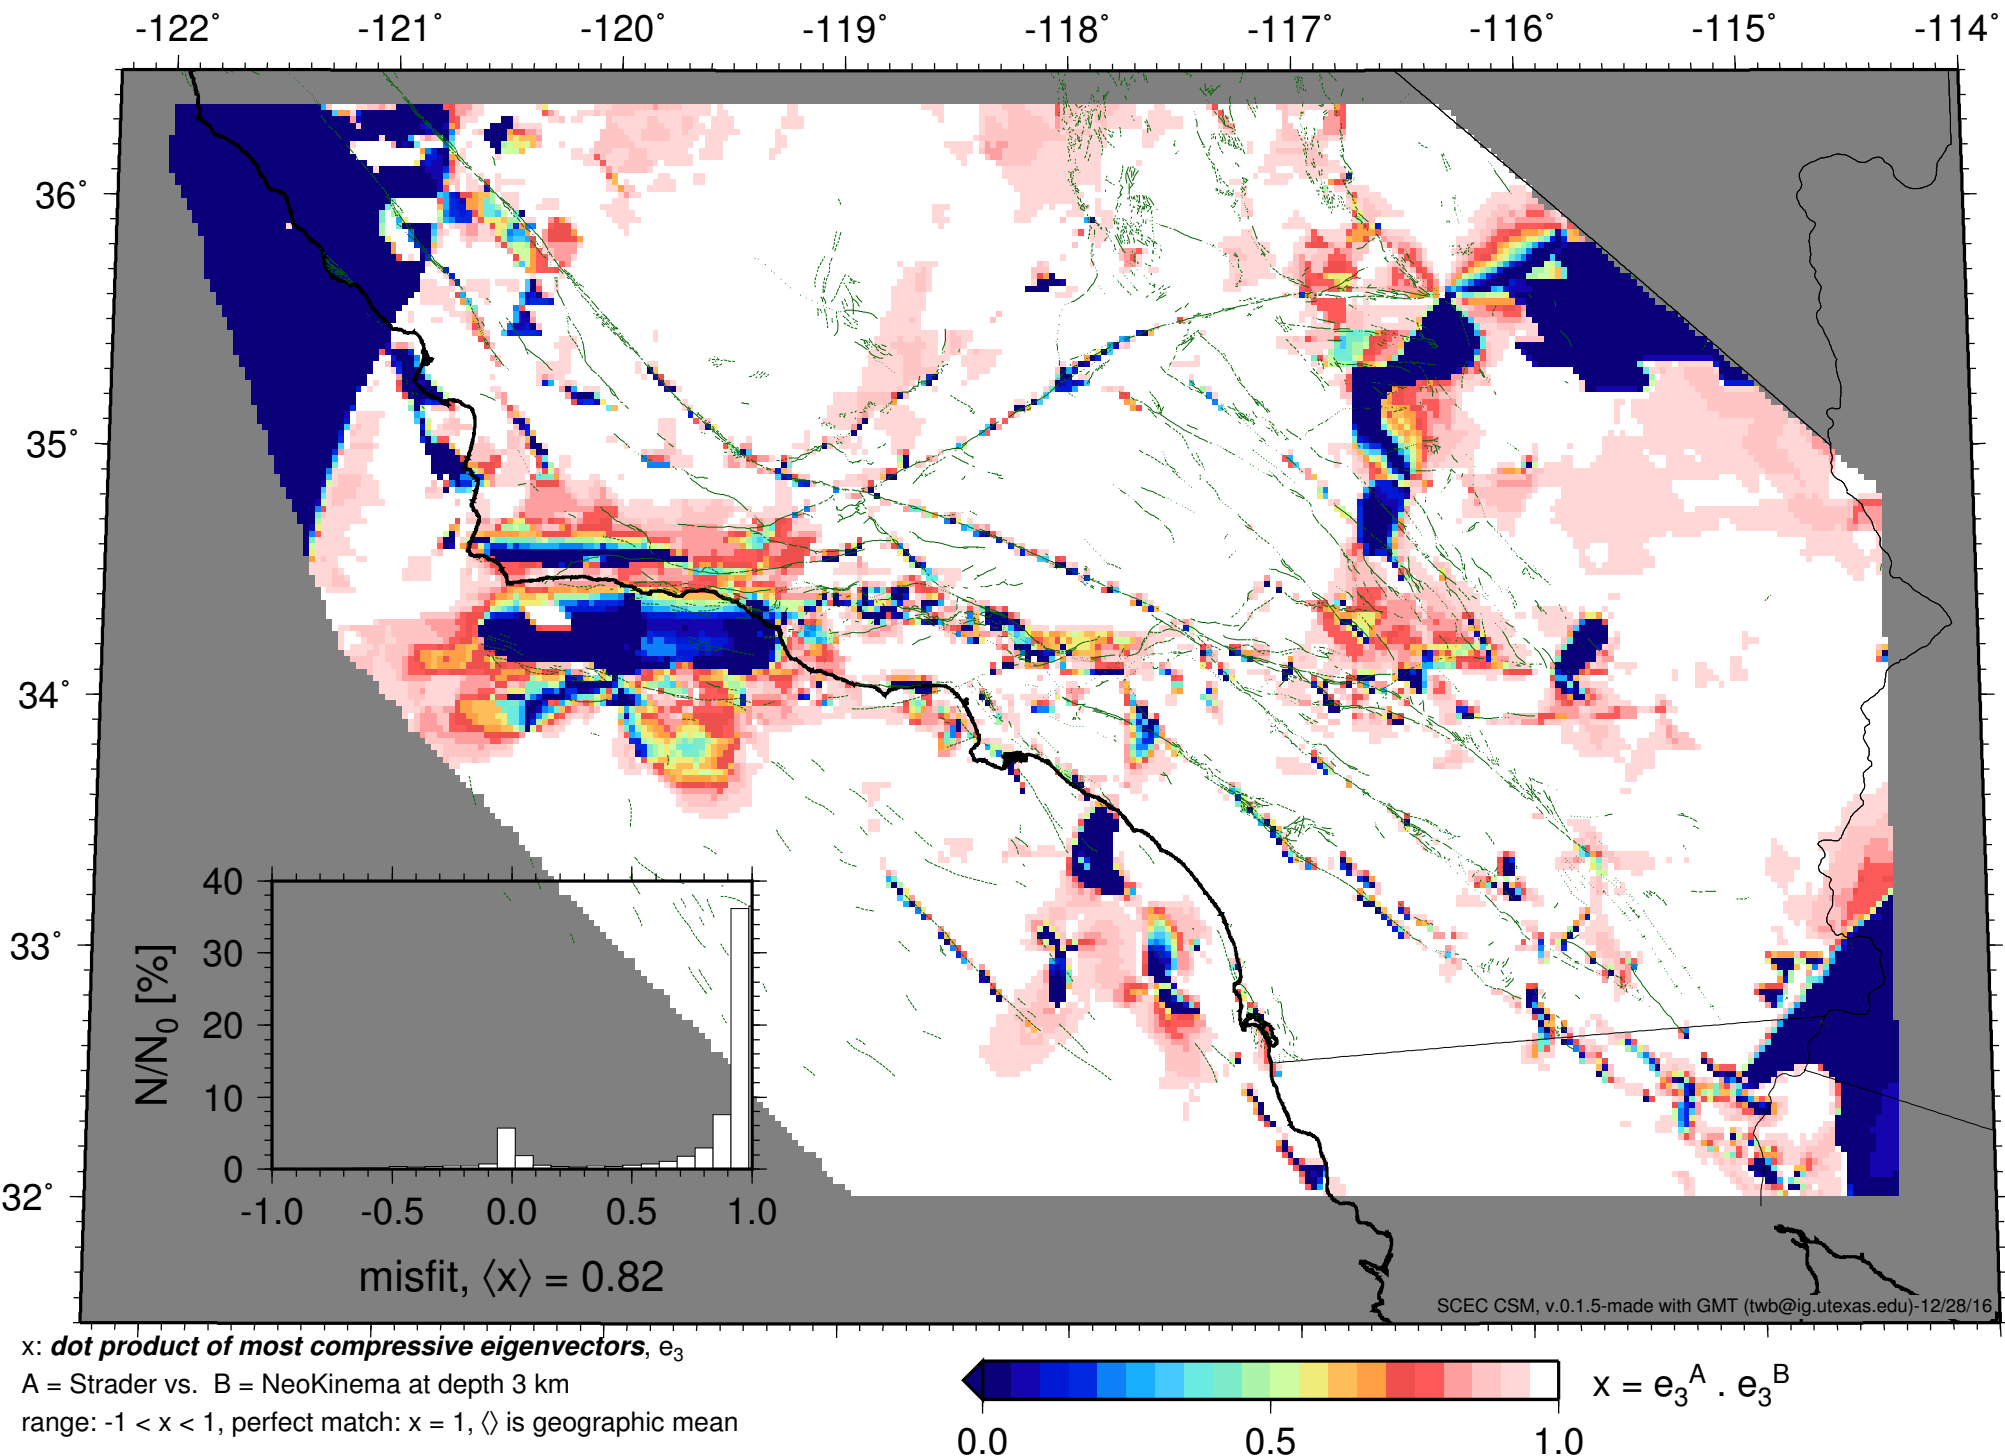 -122° -121° -120° -119° -118° -117° -116° -115° -114°
36°
35°
34°
33°
32°
40
30
20
10
0
N/N0 [%]
-1.0 -0.5 0.0 0.5 1.0
misfit, ⟨x⟩ = 0.82
SCEC CSM, v.0.1.5-made with GMT (twb@ig.utexas.edu)-12/28/16
x: dot product of most compressive eigenvectors, e3
A = Strader vs. B = NeoKinema at depth 3 km
range: -1 < x < 1, perfect match: x = 1, ⟨⟩ is geographic mean
x = e3^A . e3^B
0.0 0.5 1.0